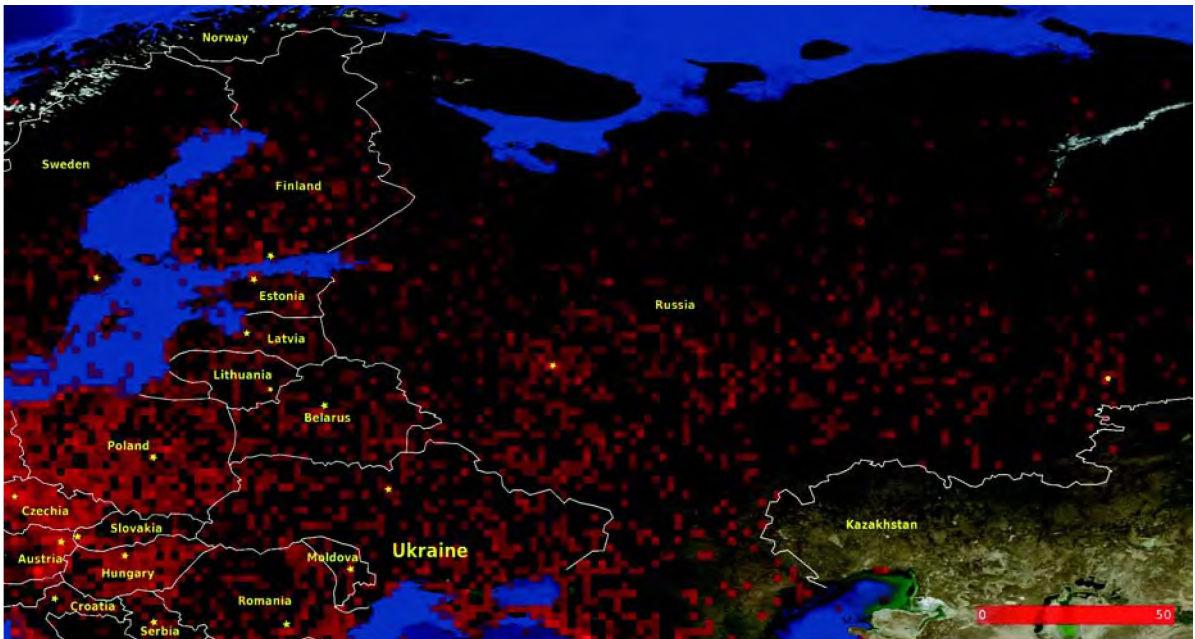 Norway
Sweden
Finland
Estonia
Russia
Latvia
Lithuania
Belarus
Poland
Czechia
Slovakia
Kazakhstan
Austria
Ukraine
Moldova
Hungary
Romania
Croatia
Serbia
0 50